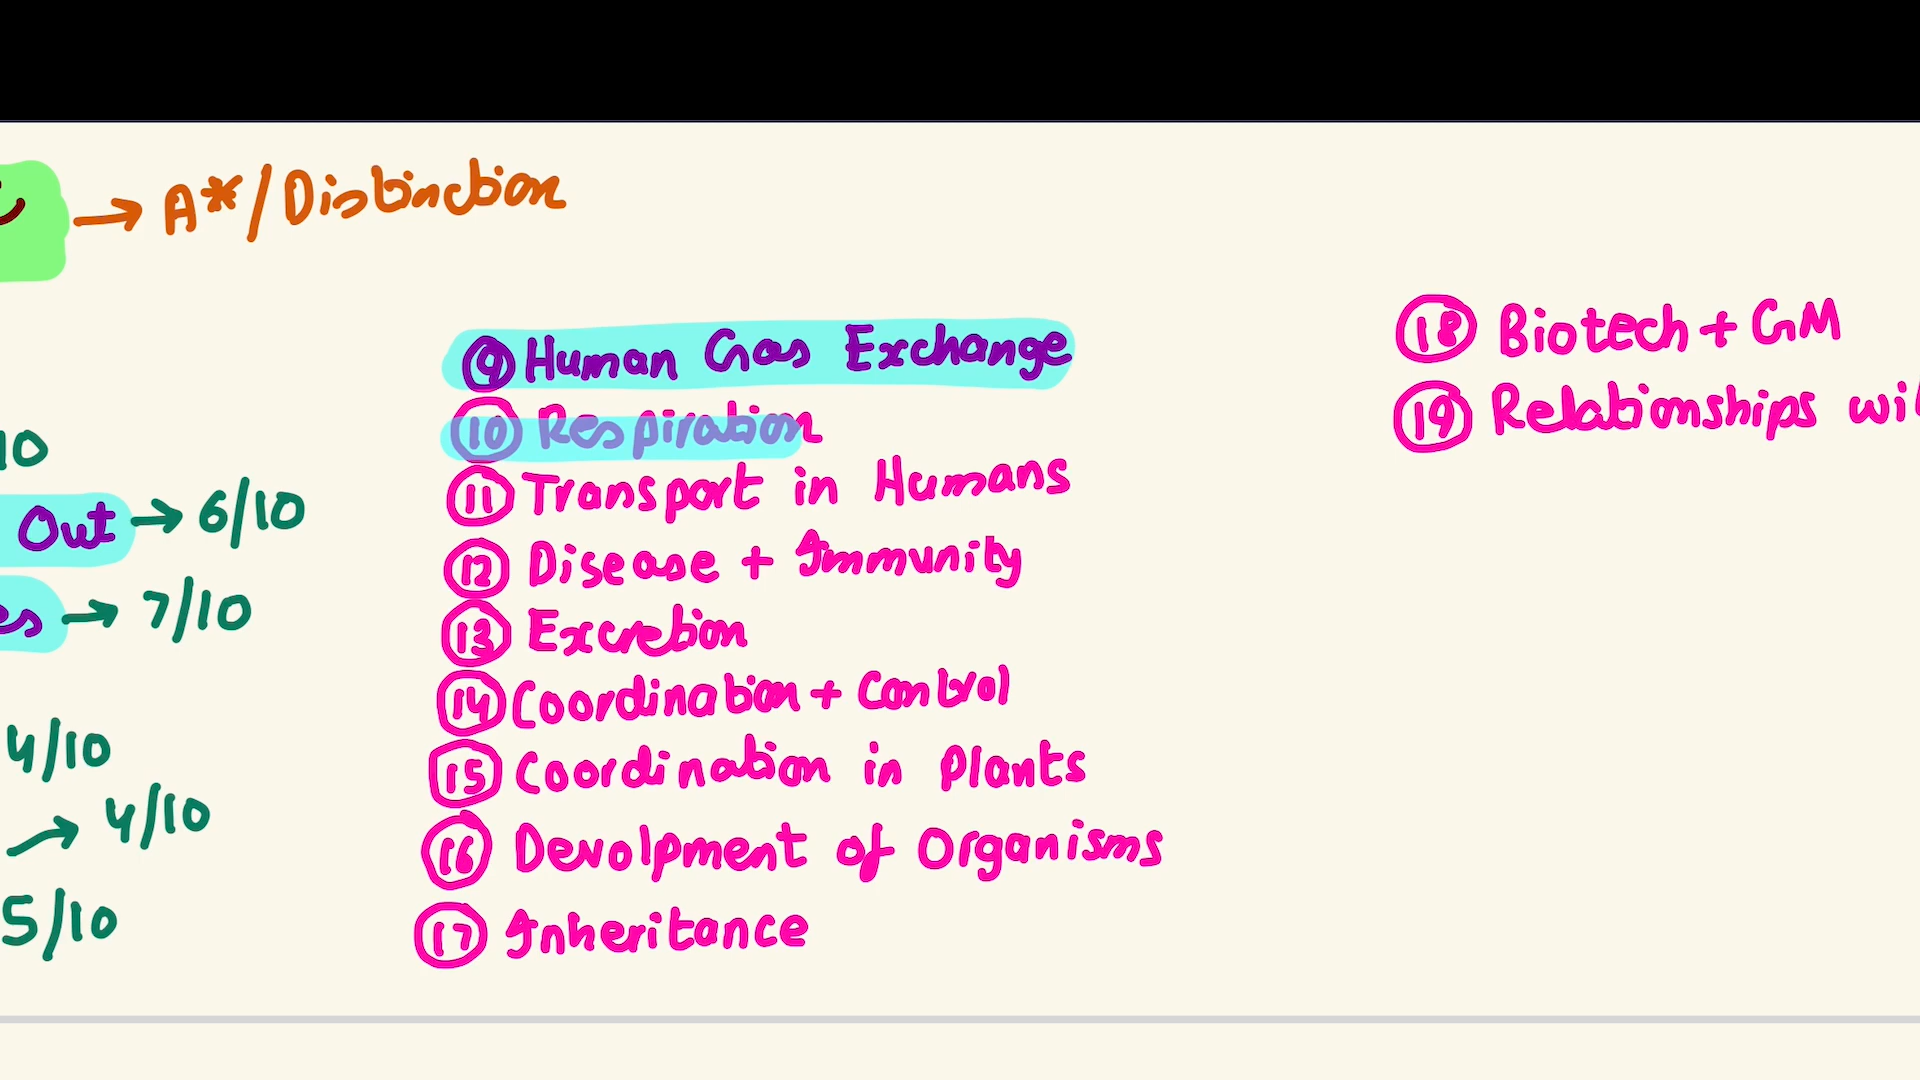 → A*/Distinction
10
Out → 6/10
es → 7/10
4/10
→ 4/10
5/10
9 Human Gas Exchange
10 Respiration
11 Transport in Humans
12 Disease + Immunity
13 Excretion
14 Coordination + Control
15 Coordination in Plants
16 Devolpment of Organisms
17 Inheritance
18 Biotech + GM
19 Relationships wi